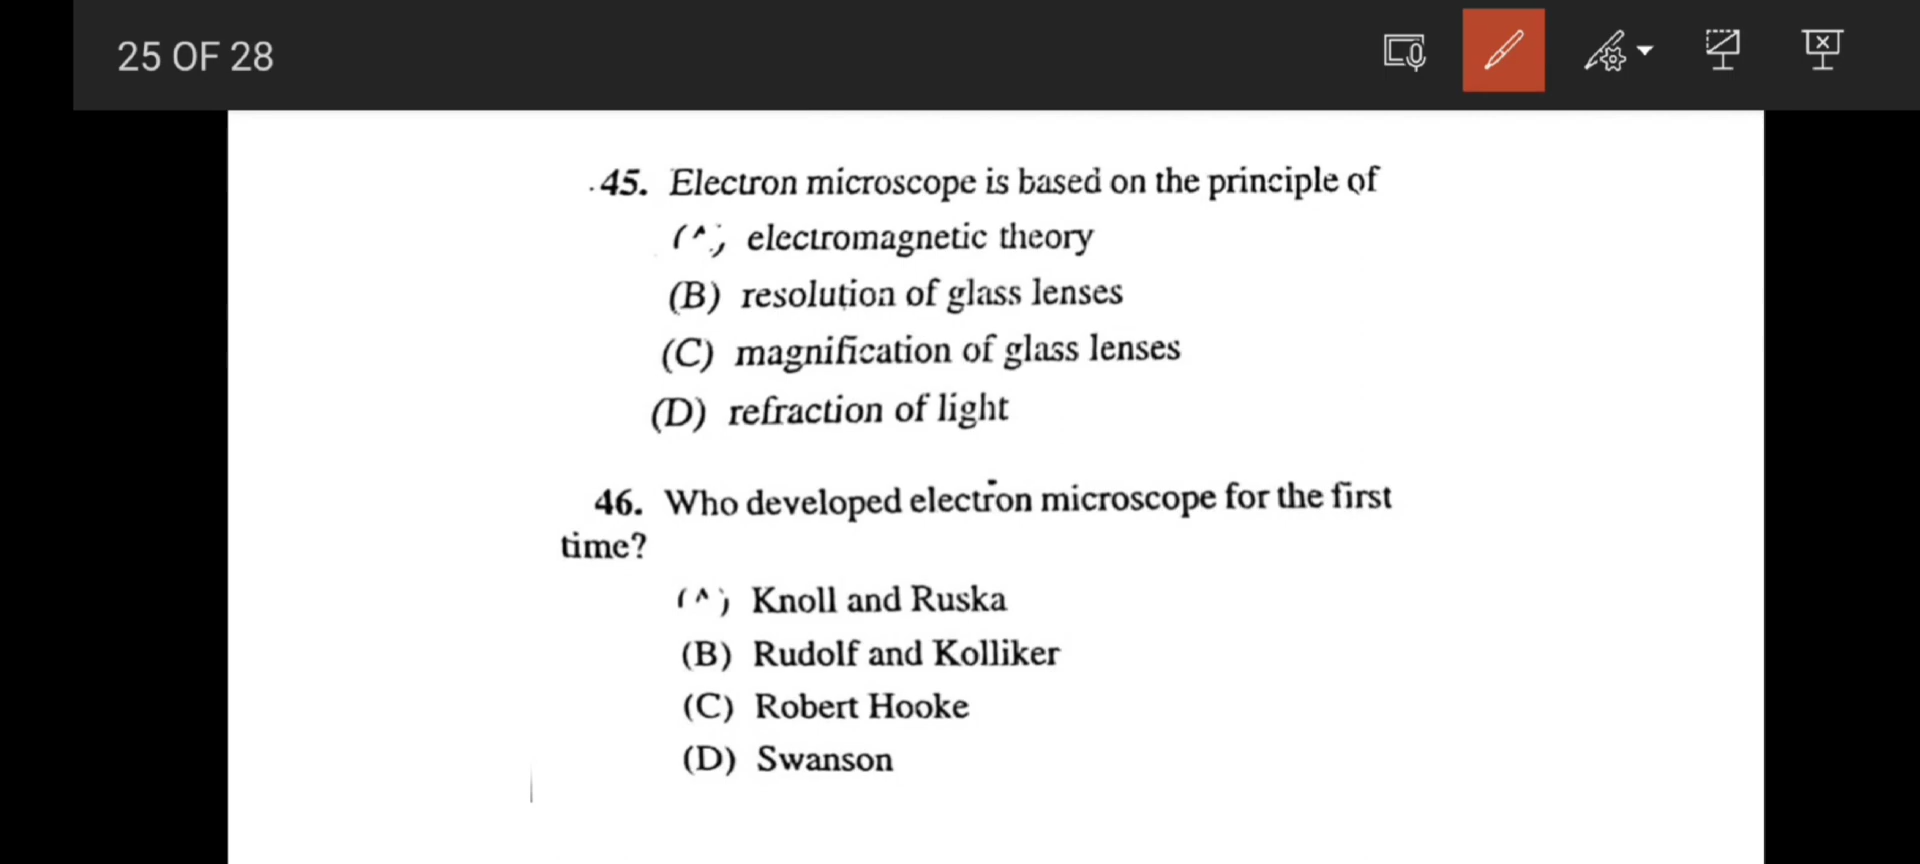 25 OF 28
45. Electron microscope is based on the principle of
(A) electromagnetic theory
(B) resolution of glass lenses
(C) magnification of glass lenses
(D) refraction of light
46. Who developed electron microscope for the first
time?
(A) Knoll and Ruska
(B) Rudolf and Kolliker
(C) Robert Hooke
(D) Swanson